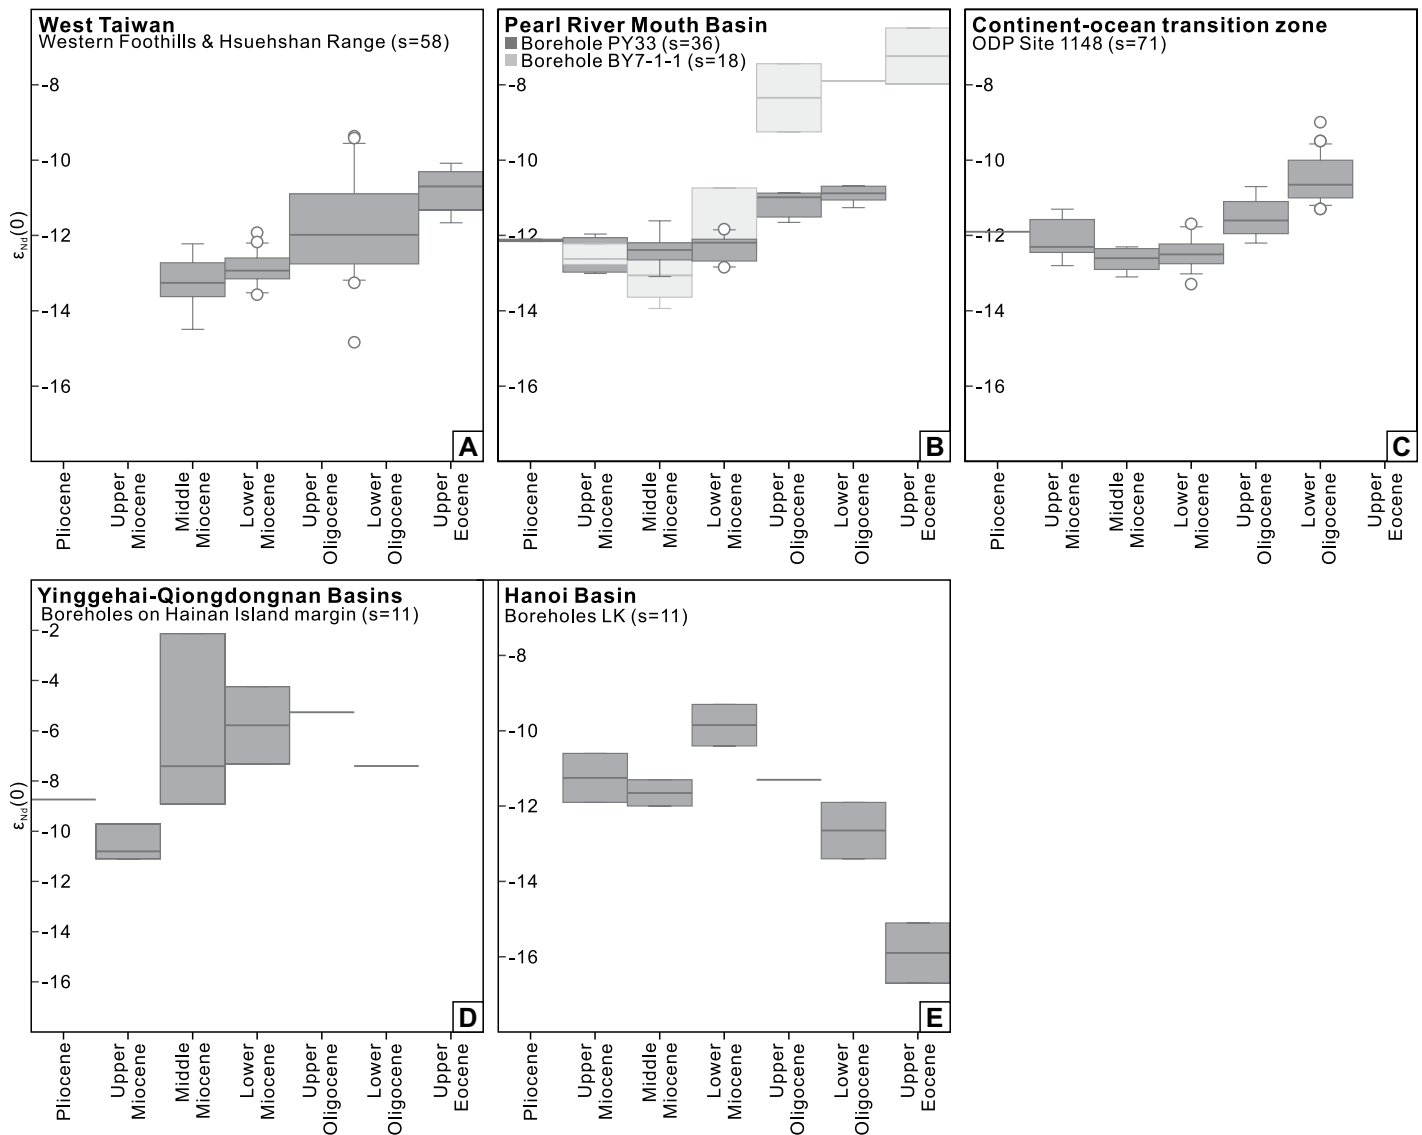 West Taiwan
Western Foothills & Hsuehshan Range (s=58)
εNd(0)
-8
-10
-12
-14
-16
A
Pliocene
Upper
Miocene
Middle
Miocene
Lower
Miocene
Upper
Oligocene
Lower
Oligocene
Upper
Eocene
Pearl River Mouth Basin
Borehole PY33 (s=36)
Borehole BY7-1-1 (s=18)
-8
-10
-12
-14
-16
B
Pliocene
Upper
Miocene
Middle
Miocene
Lower
Miocene
Upper
Oligocene
Lower
Oligocene
Upper
Eocene
Continent-ocean transition zone
ODP Site 1148 (s=71)
-8
-10
-12
-14
-16
C
Pliocene
Upper
Miocene
Middle
Miocene
Lower
Miocene
Upper
Oligocene
Lower
Oligocene
Upper
Eocene
Yinggehai-Qiongdongnan Basins
Boreholes on Hainan Island margin (s=11)
εNd(0)
-2
-4
-6
-8
-10
-12
-14
-16
D
Pliocene
Upper
Miocene
Middle
Miocene
Lower
Miocene
Upper
Oligocene
Lower
Oligocene
Upper
Eocene
Hanoi Basin
Boreholes LK (s=11)
-8
-10
-12
-14
-16
E
Pliocene
Upper
Miocene
Middle
Miocene
Lower
Miocene
Upper
Oligocene
Lower
Oligocene
Upper
Eocene